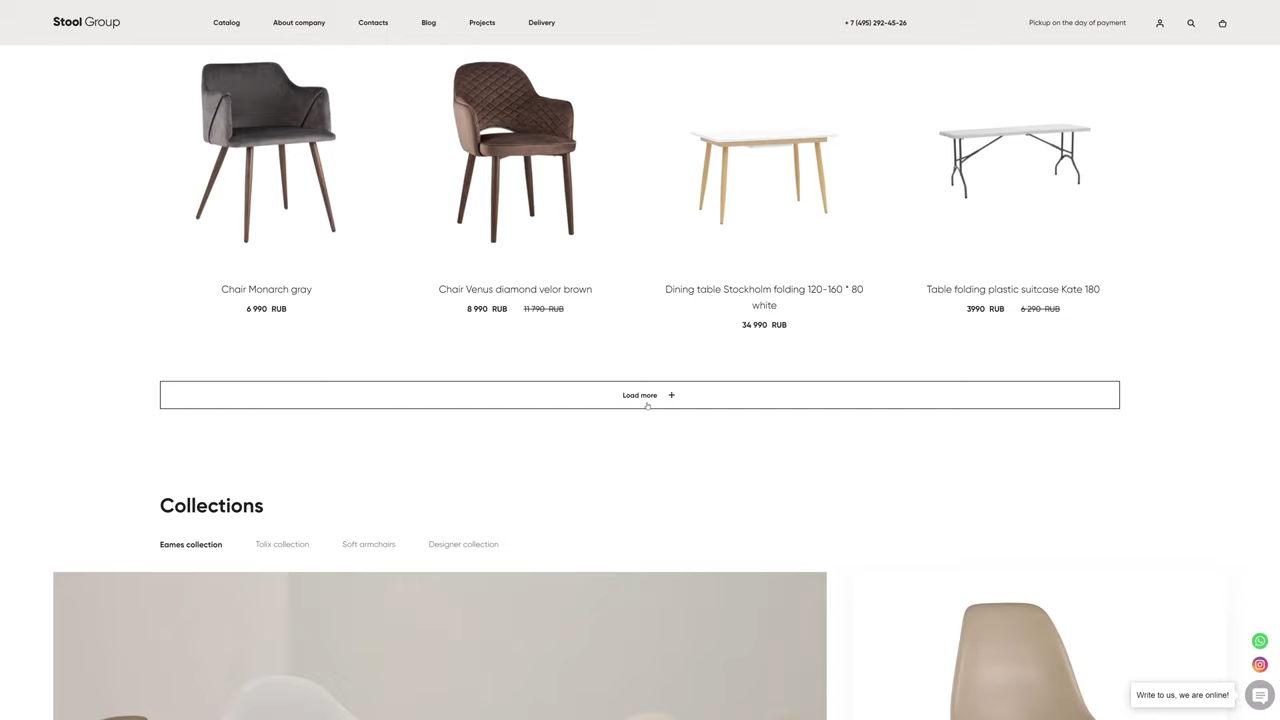 Stool Group
Catalog
About company
Contacts
Blog
Projects
Delivery
+ 7 (495) 292-45-26
Pickup on the day of payment
Chair Monarch gray
6 990 RUB
Chair Venus diamond velor brown
8 990 RUB 11 790 RUB
Dining table Stockholm folding 120-160 * 80
white
34 990 RUB
Table folding plastic suitcase Kate 180
3990 RUB 6 290 RUB
Load more +
Collections
Eames collection
Tolix collection
Soft armchairs
Designer collection
Write to us, we are online!